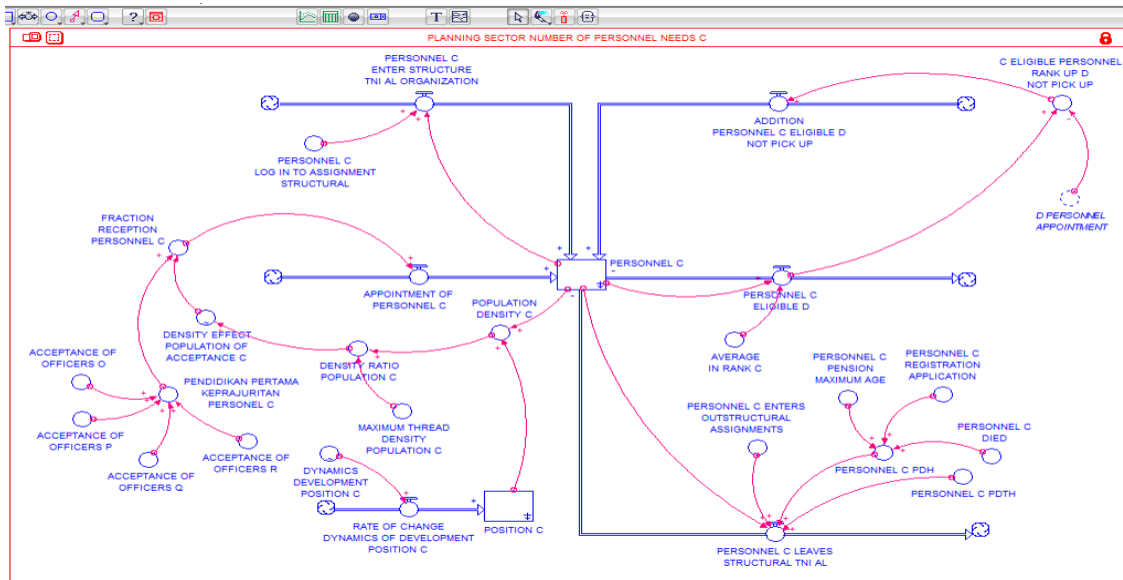 ?
T
PLANNING SECTOR NUMBER OF PERSONNEL NEEDS C
PERSONNEL C
ENTER STRUCTURE
TNI AL ORGANIZATION
C ELIGIBLE PERSONNEL
RANK UP D
NOT PICK UP
ADDITION
PERSONNEL C ELIGIBLE D
NOT PICK UP
PERSONNEL C
LOG IN TO ASSIGNMENT
STRUCTURAL
D PERSONNEL
APPOINTMENT
FRACTION
RECEPTION
PERSONNEL C
PERSONNEL C
APPOINTMENT OF
PERSONNEL C
PERSONNEL C
ELIGIBLE D
POPULATION
DENSITY C
DENSITY EFFECT
POPULATION OF
ACCEPTANCE C
DENSITY RATIO
POPULATION C
AVERAGE
IN RANK C
PERSONNEL C
PENSION
MAXIMUM AGE
PERSONNEL C
REGISTRATION
APPLICATION
ACCEPTANCE OF
OFFICERS O
PENDIDIKAN PERTAMA
KEPRAJURITAN
PERSONEL C
PERSONNEL C ENTERS
OUTSTRUCTURAL
ASSIGNMENTS
MAXIMUM THREAD
DENSITY
POPULATION C
PERSONNEL C
DIED
ACCEPTANCE OF
OFFICERS P
ACCEPTANCE OF
OFFICERS Q
ACCEPTANCE OF
OFFICERS R
DYNAMICS
DEVELOPMENT
POSITION C
PERSONNEL C PDH
PERSONNEL C PDTH
RATE OF CHANGE
DYNAMICS OF DEVELOPMENT
POSITION C
POSITION C
PERSONNEL C LEAVES
STRUCTURAL TNI AL